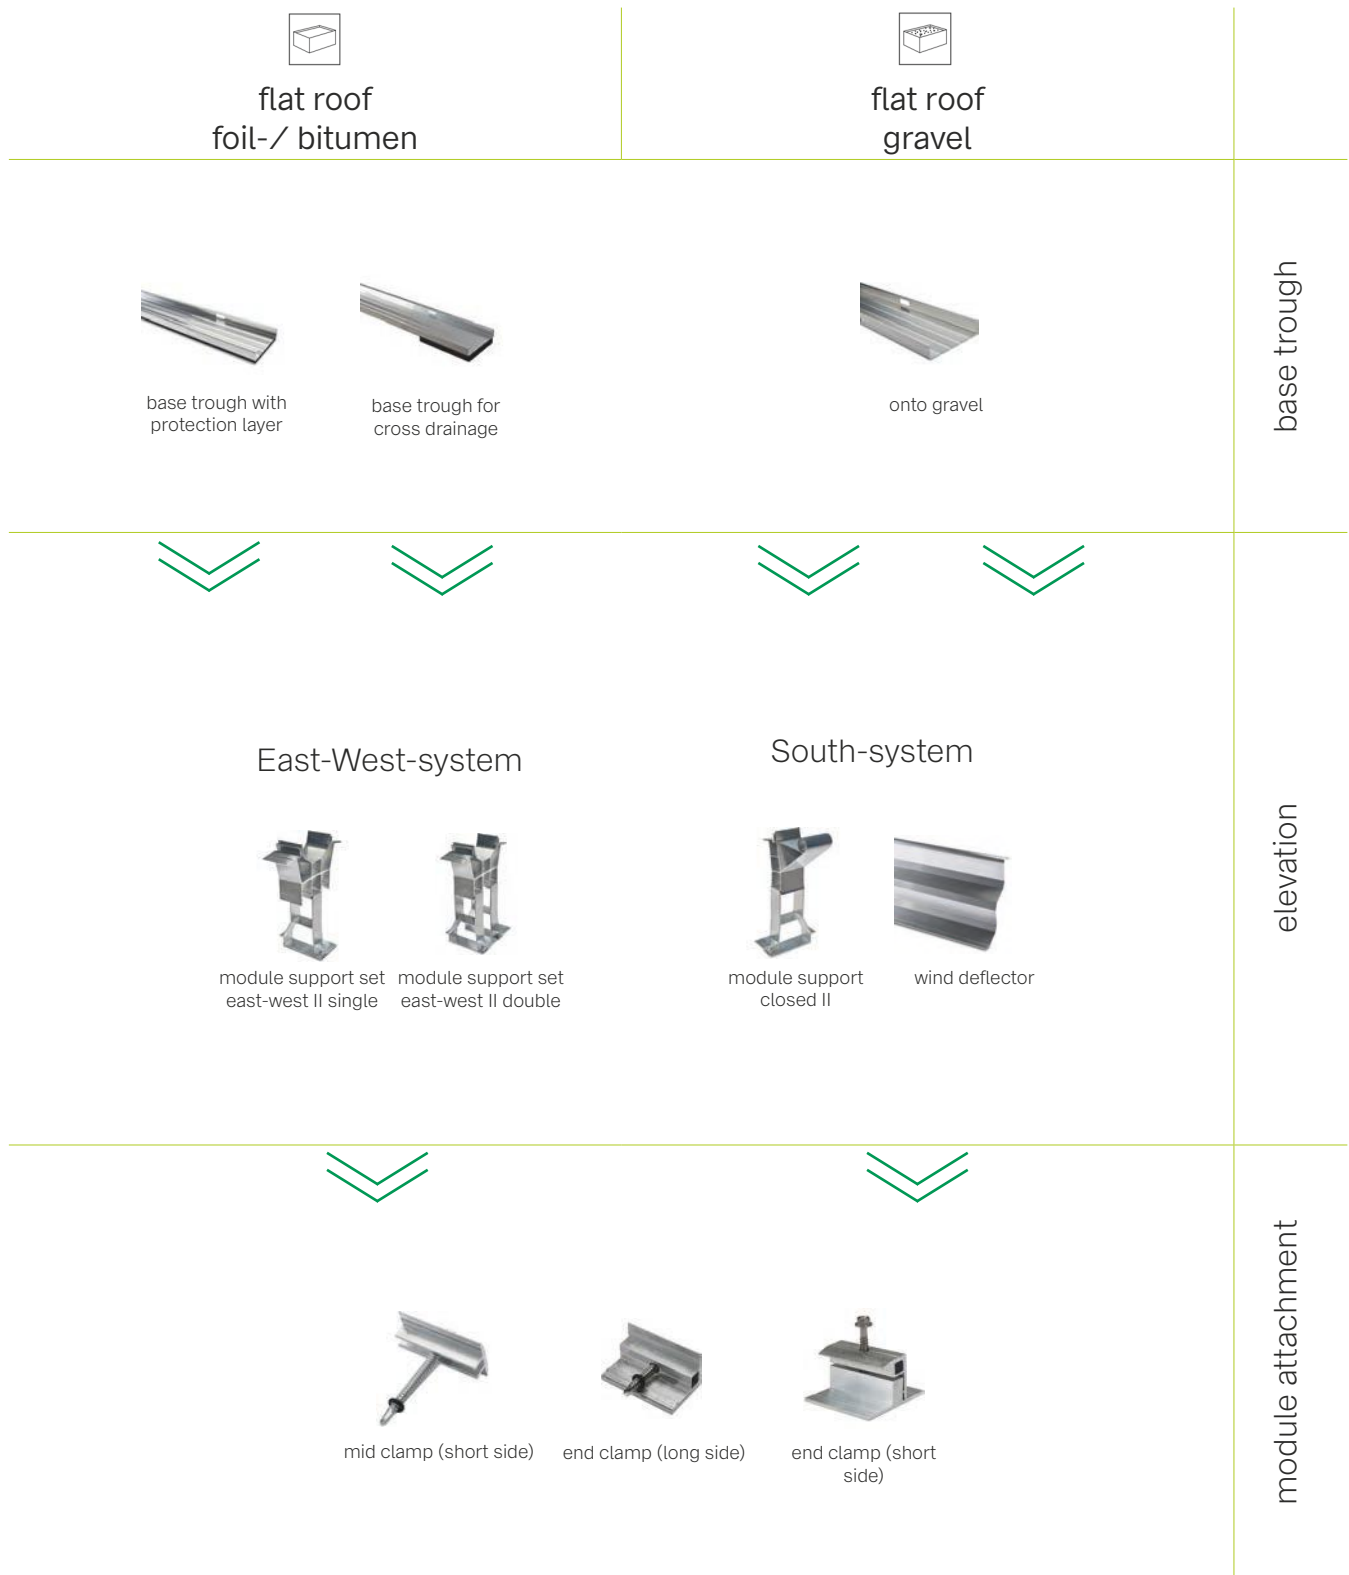 flat roof
foil-/ bitumen
flat roof
gravel
base trough with
protection layer
base trough for
cross drainage
onto gravel
base trough
East-West-system
South-system
module support set
east-west II single
module support set
east-west II double
module support
closed II
wind deflector
elevation
mid clamp (short side)
end clamp (long side)
end clamp (short
side)
module attachment